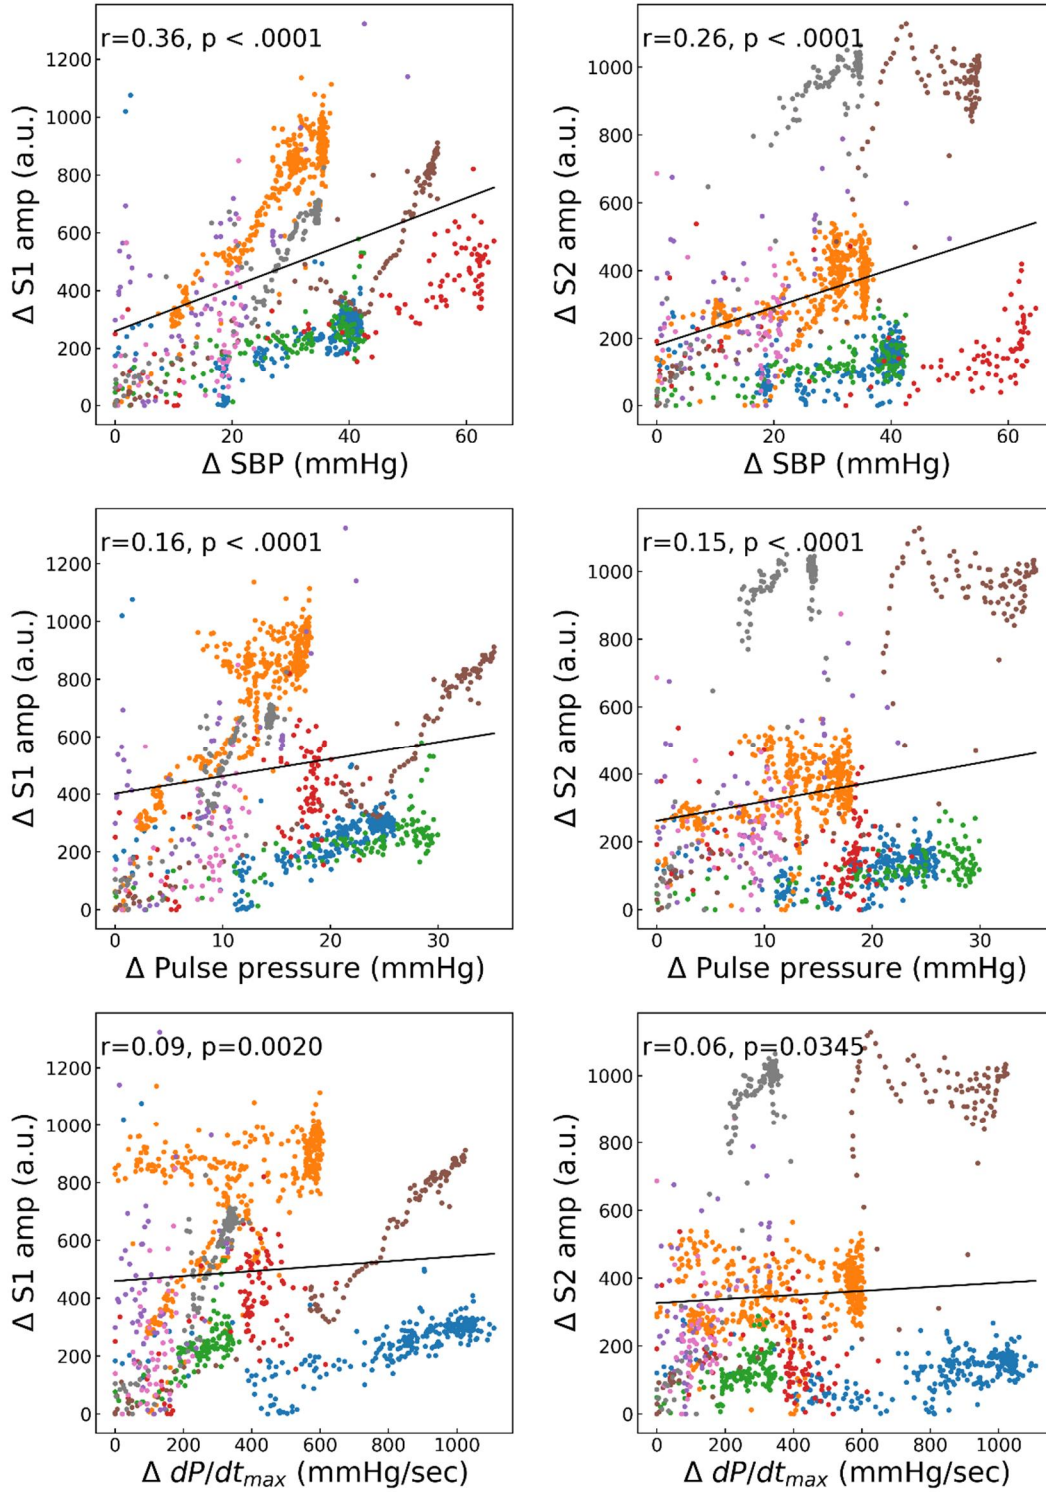 r=0.36, p < .0001
1200
1000
800
600
400
200
0
Δ S1 amp (a.u.)
0 20 40 60
Δ SBP (mmHg)
r=0.26, p < .0001
1000
800
600
400
200
0
Δ S2 amp (a.u.)
0 20 40 60
Δ SBP (mmHg)
r=0.16, p < .0001
1200
1000
800
600
400
200
0
Δ S1 amp (a.u.)
0 10 20 30
Δ Pulse pressure (mmHg)
r=0.15, p < .0001
1000
800
600
400
200
0
Δ S2 amp (a.u.)
0 10 20 30
Δ Pulse pressure (mmHg)
r=0.09, p=0.0020
1200
1000
800
600
400
200
0
Δ S1 amp (a.u.)
0 200 400 600 800 1000
Δ dP/dt_max (mmHg/sec)
r=0.06, p=0.0345
1000
800
600
400
200
0
Δ S2 amp (a.u.)
0 200 400 600 800 1000
Δ dP/dt_max (mmHg/sec)